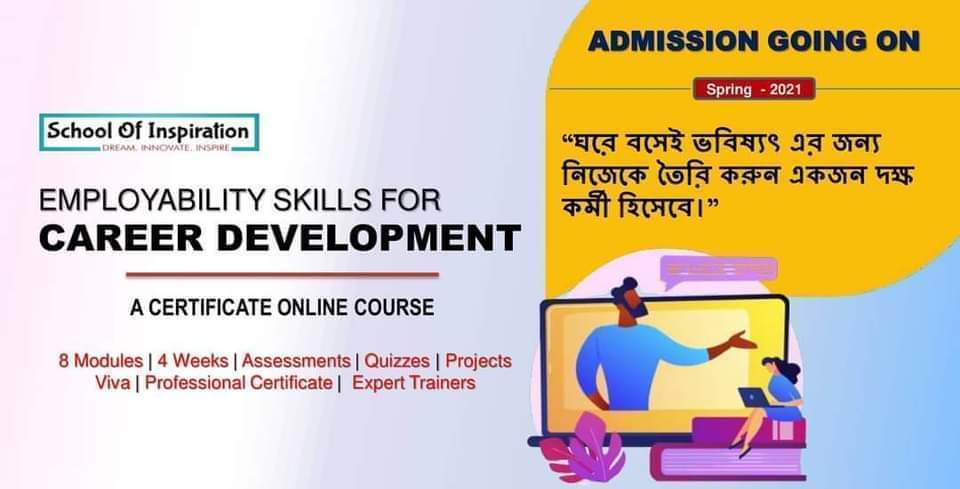 School Of Inspiration
DREAM. INNOVATE. INSPIRE
EMPLOYABILITY SKILLS FOR
CAREER DEVELOPMENT
A CERTIFICATE ONLINE COURSE
8 Modules | 4 Weeks | Assessments | Quizzes | Projects
Viva | Professional Certificate | Expert Trainers
ADMISSION GOING ON
Spring - 2021
“ঘরে বসেই ভবিষ্যৎ এর জন্য
নিজেকে তৈরি করুন একজন দক্ষ
কর্মী হিসেবে।”